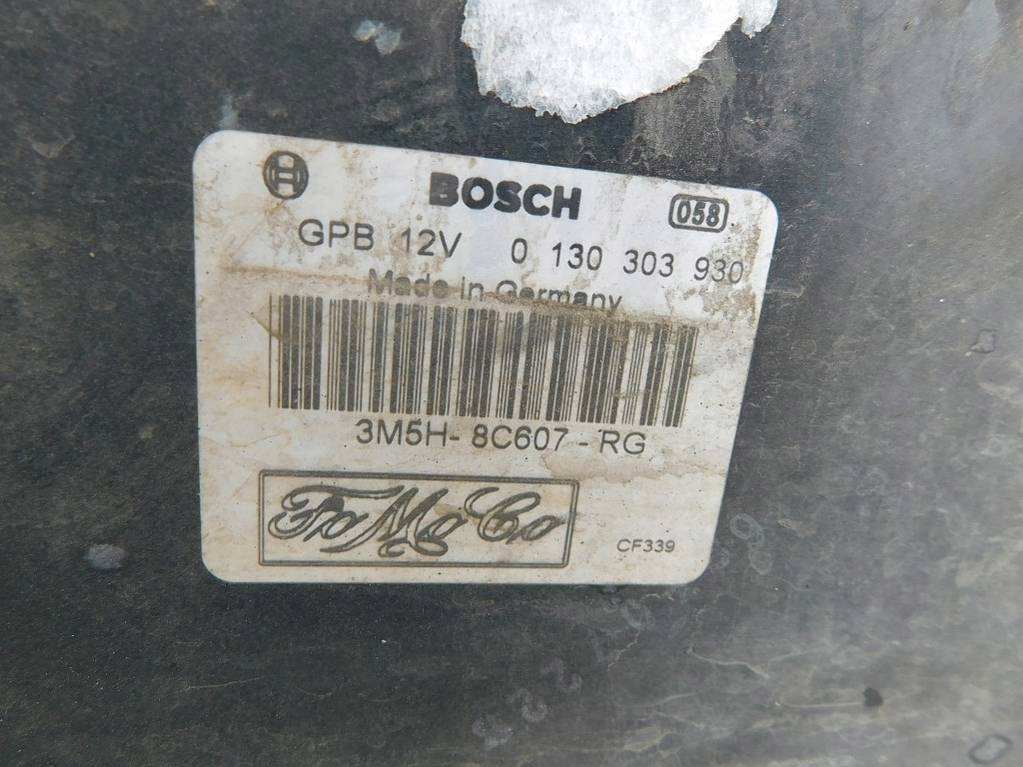 BOSCH 058
GPB 12V 0 130 303 930
Made in Germany
3M5H- 8C607 - RG
FoMoCo
CF339